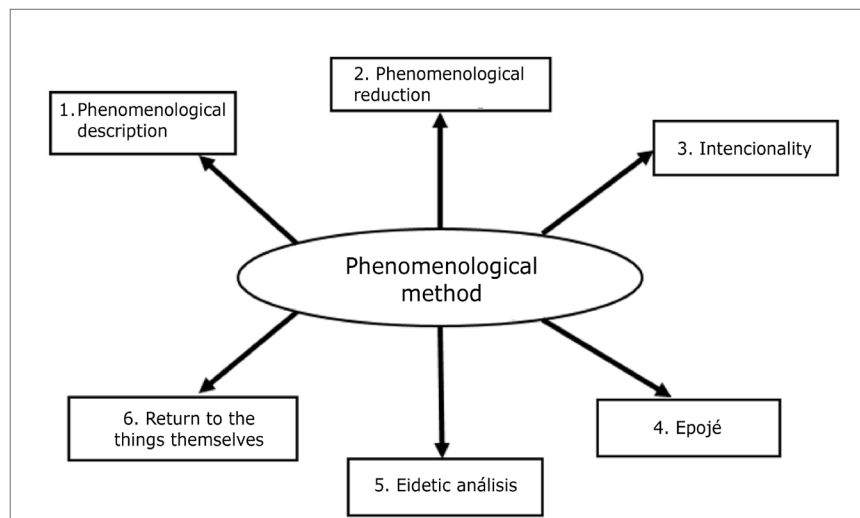 1. Phenomenological
description
2. Phenomenological
reduction
3. Intencionality
Phenomenological
method
4. Epojé
5. Eidetic análisis
6. Return to the
things themselves